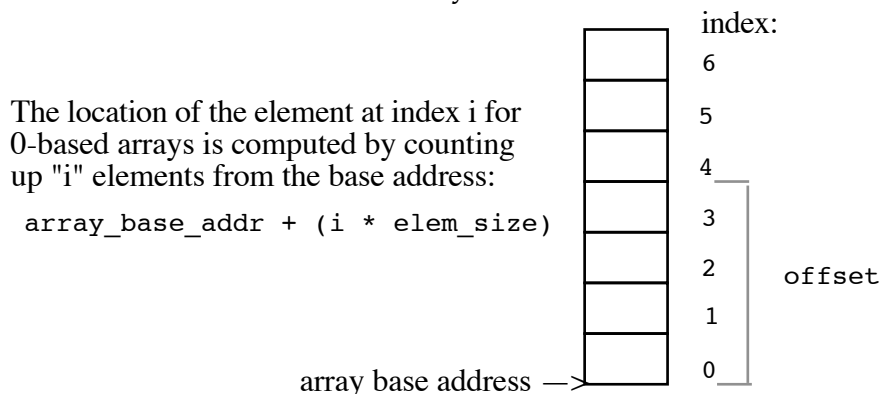 index:
6
The location of the element at index i for
0-based arrays is computed by counting
up "i" elements from the base address:
array_base_addr + (i * elem_size)
5
4
3
2
1
0
offset
array base address